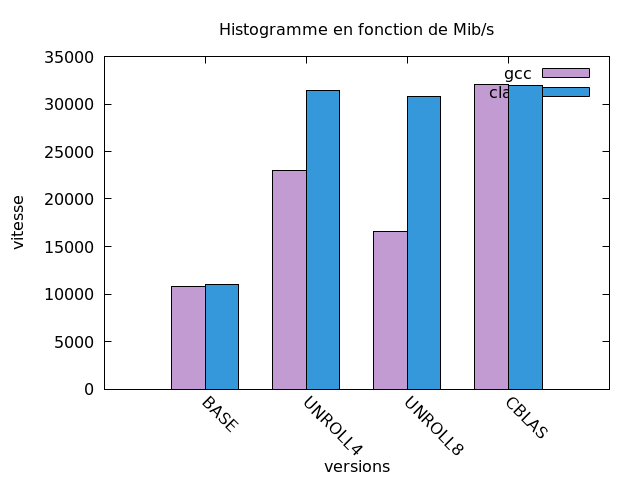 Histogramme en fonction de Mib/s
35000
30000
25000
20000
15000
10000
5000
0
vitesse
gcc
cla
BASE
UNROLL4
UNROLL8
CBLAS
versions